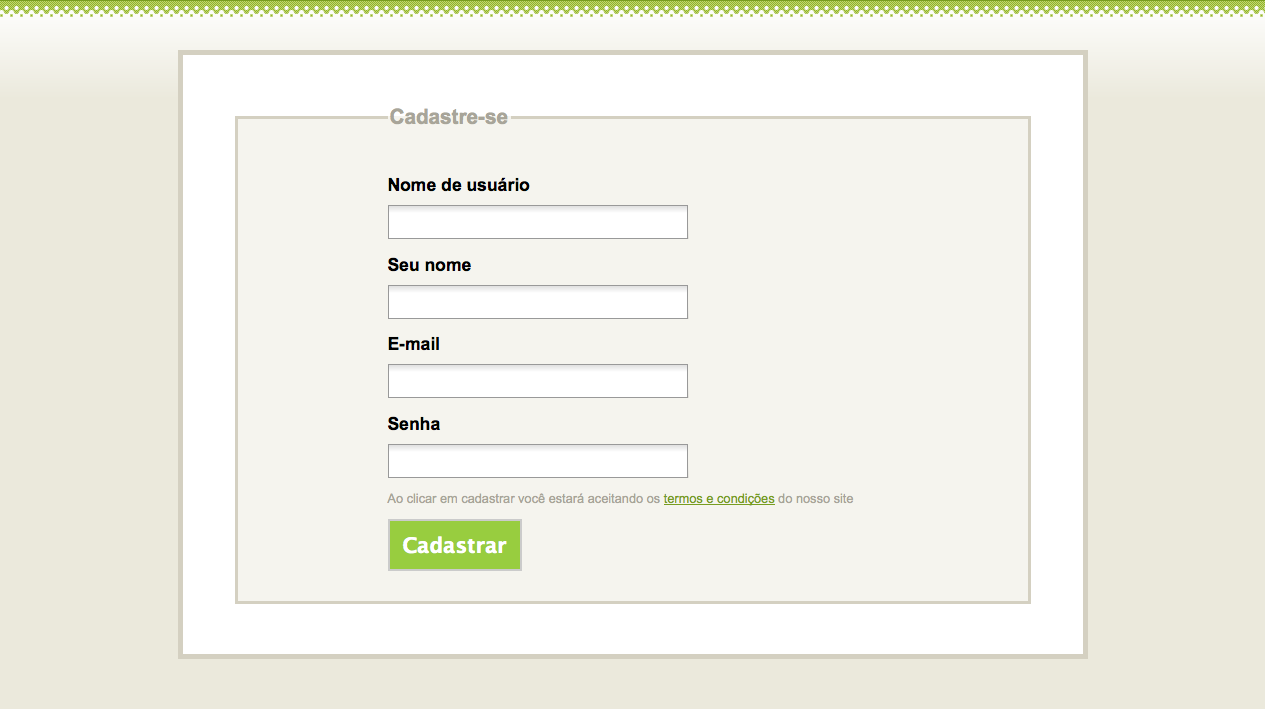 Cadastre-se
Nome de usuário
Seu nome
E-mail
Senha
Ao clicar em cadastrar você estará aceitando os termos e condições do nosso site
Cadastrar